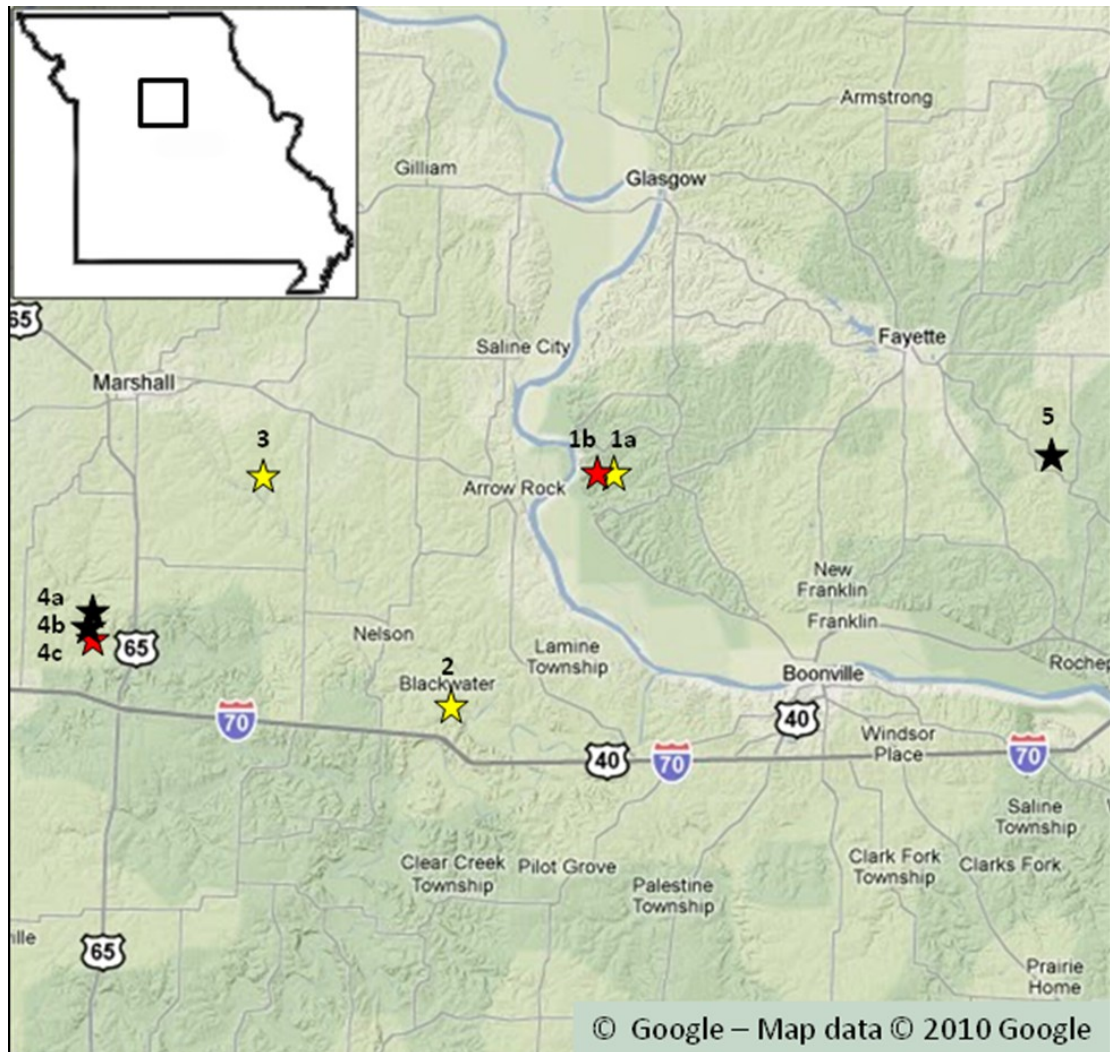 Armstrong
Gilliam
Glasgow
65
Saline City
Fayette
Marshall
3
1b 1a
5
Arrow Rock
4a
4b
4c
65
Nelson
New
Franklin
Franklin
Lamine
Township
2
Blackwater
Boonville
Rochep
70
40
Windsor
Place
40
70
70
Saline
Township
Clear Creek
Township
Pilot Grove
Palestine
Township
Clark Fork
Township
Clarks Fork
ille
65
Prairie
Home
© Google – Map data © 2010 Google